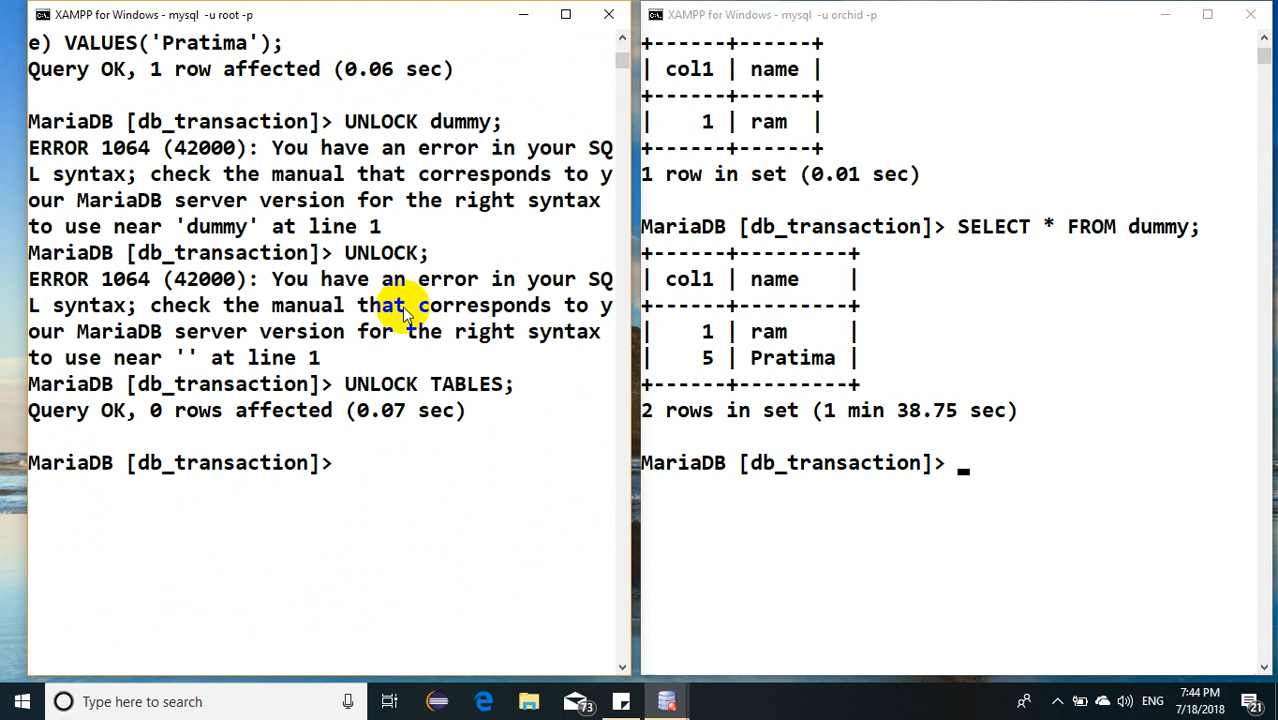 XAMPP for Windows - mysql -u root -p
e) VALUES('Pratima');
Query OK, 1 row affected (0.06 sec)
MariaDB [db_transaction]> UNLOCK dummy;
ERROR 1064 (42000): You have an error in your SQ
L syntax; check the manual that corresponds to y
our MariaDB server version for the right syntax
to use near 'dummy' at line 1
MariaDB [db_transaction]> UNLOCK;
ERROR 1064 (42000): You have an error in your SQ
L syntax; check the manual that corresponds to y
our MariaDB server version for the right syntax
to use near '' at line 1
MariaDB [db_transaction]> UNLOCK TABLES;
Query OK, 0 rows affected (0.07 sec)
MariaDB [db_transaction]>
XAMPP for Windows - mysql -u orchid -p
+------+------+
| col1 | name |
+------+------+
|    1 | ram  |
+------+------+
1 row in set (0.01 sec)
MariaDB [db_transaction]> SELECT * FROM dummy;
+------+---------+
| col1 | name    |
+------+---------+
|    1 | ram     |
|    5 | Pratima |
+------+---------+
2 rows in set (1 min 38.75 sec)
MariaDB [db_transaction]> _
Type here to search
73
ENG
7:44 PM
7/18/2018
21